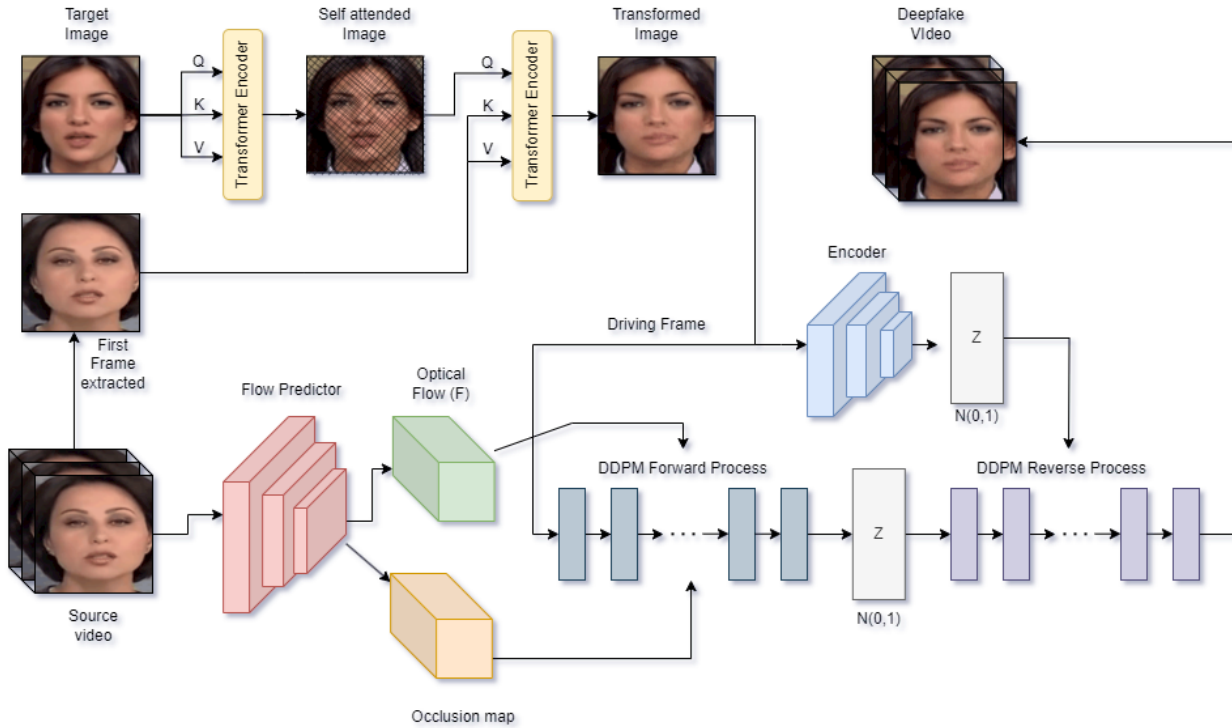 Target
Image
Self attended
Image
Transformed
Image
Deepfake
VIdeo
Q
K
V
Transformer Encoder
Q
K
V
Transformer Encoder
First
Frame
extracted
Encoder
Driving Frame
Z
N(0,1)
Flow Predictor
Optical
Flow (F)
DDPM Forward Process
DDPM Reverse Process
. . .
Z
. . .
N(0,1)
Source
video
Occlusion map